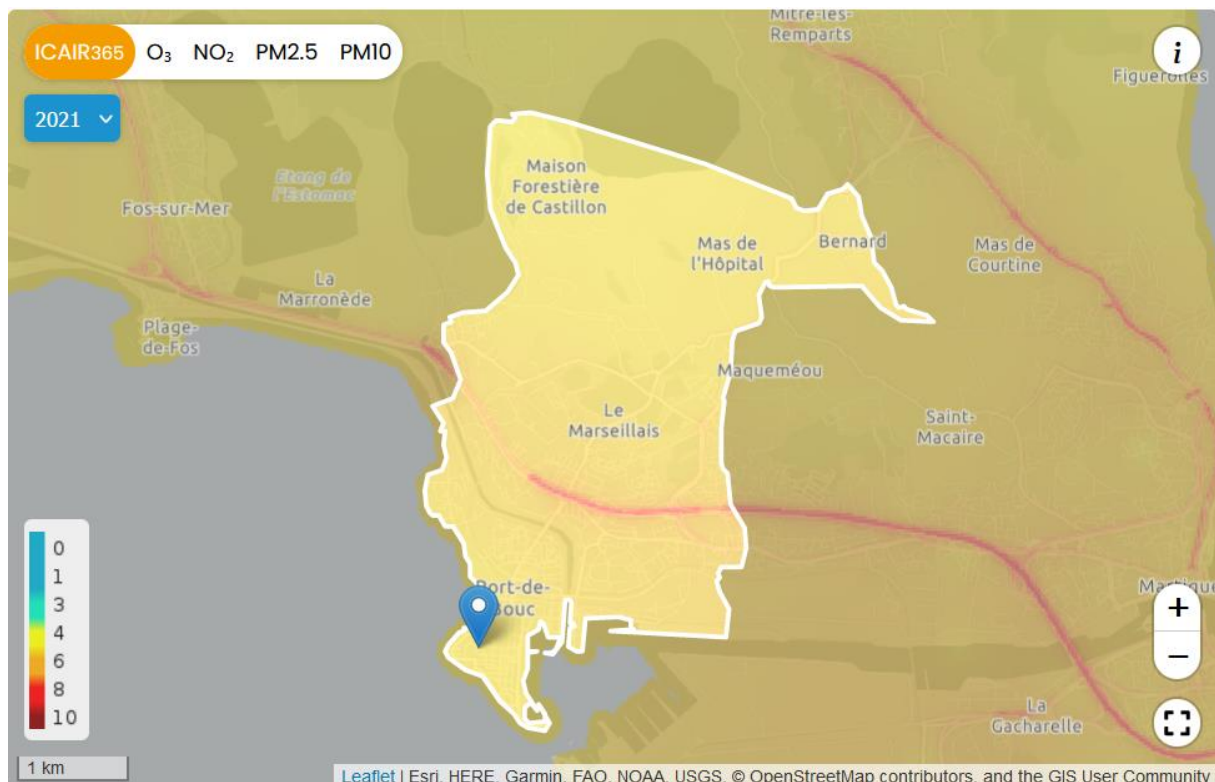 ICAIR365 O₃ NO₂ PM2.5 PM10
2021
i
Mitre-les-
Remparts
Figuerolles
Maison
Forestière
de Castillon
Etang de
l'Estomac
Fos-sur-Mer
Mas de
l'Hôpital
Bernard
Mas de
Courtine
La
Marronède
Plage-
de-Fos
Maqueméou
Le
Marseillais
Saint-
Macaire
0
1
3
4
6
8
10
Port-de-
Bouc
Martigue
+
−
La
Gacharelle
1 km
Leaflet | Esri, HERE, Garmin, FAO, NOAA, USGS, © OpenStreetMap contributors, and the GIS User Community